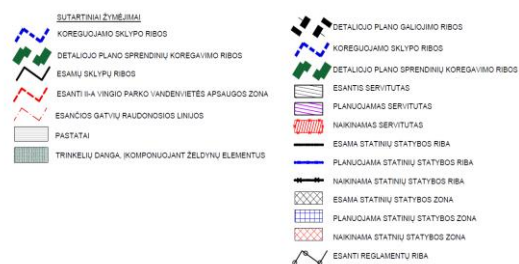 SUTARTINIAI ŽYMĖJIMAI
KOREGUOJAMO SKLYPO RIBOS
DETALIOJO PLANO SPRENDINIŲ KOREGAVIMO RIBOS
ESAMŲ SKLYPŲ RIBOS
ESANTI II-A VINGIO PARKO VANDENVIETĖS APSAUGOS ZONA
ESANČIOS GATVIŲ RAUDONOSIOS LINIJOS
PASTATAI
TRINKELIŲ DANGA, ĮKOMPONUOJANT ŽELDYNŲ ELEMENTUS
DETALIOJO PLANO GALIOJIMO RIBOS
KOREGUOJAMO SKLYPO RIBOS
DETALIOJO PLANO SPRENDINIŲ KOREGAVIMO RIBOS
ESANTIS SERVITUTAS
PLANUOJAMAS SERVITUTAS
NAIKINAMAS SERVITUTAS
ESAMA STATINIŲ STATYBOS RIBA
PLANUOJAMA STATINIŲ STATYBOS RIBA
NAIKINAMA STATINIŲ STATYBOS RIBA
ESAMA STATINIŲ STATYBOS ZONA
PLANUOJAMA STATINIŲ STATYBOS ZONA
NAIKINAMA STATNIŲ STATYBOS ZONA
ESANTI REGLAMENTŲ RIBA